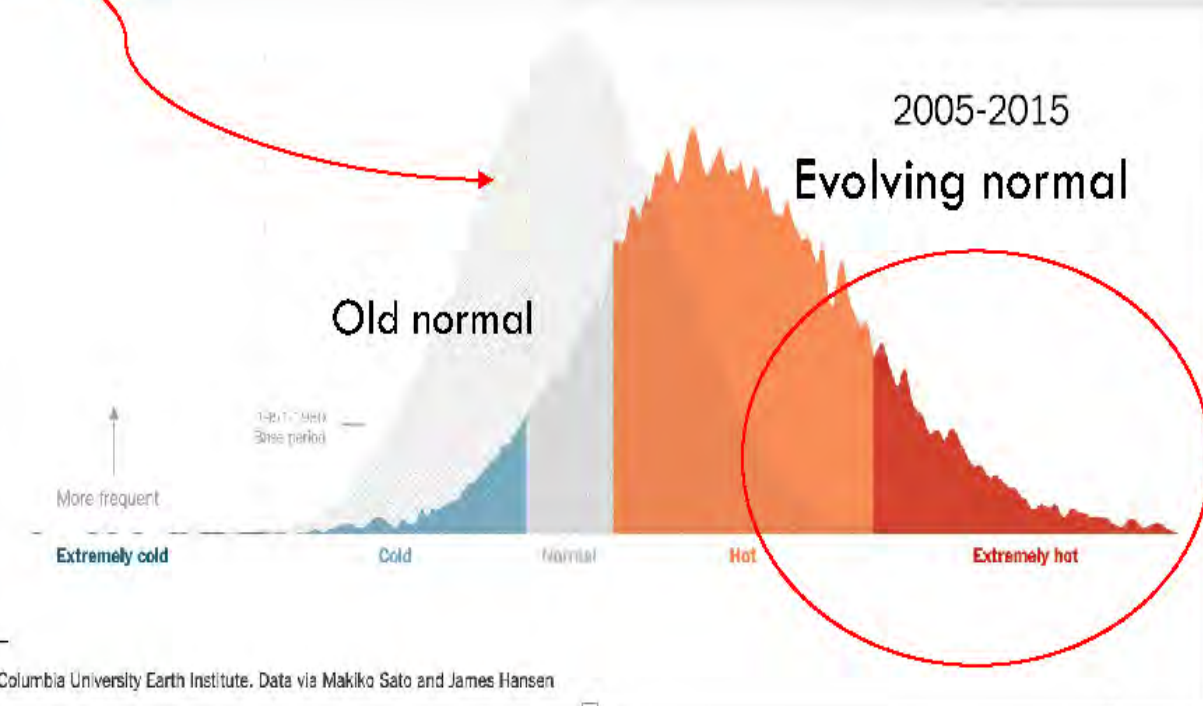 2005-2015
Evolving normal
Old normal
Base period
More frequent
Extremely cold
Cold
Normal
Hot
Extremely hot
Columbia University Earth Institute. Data via Makiko Sato and James Hansen